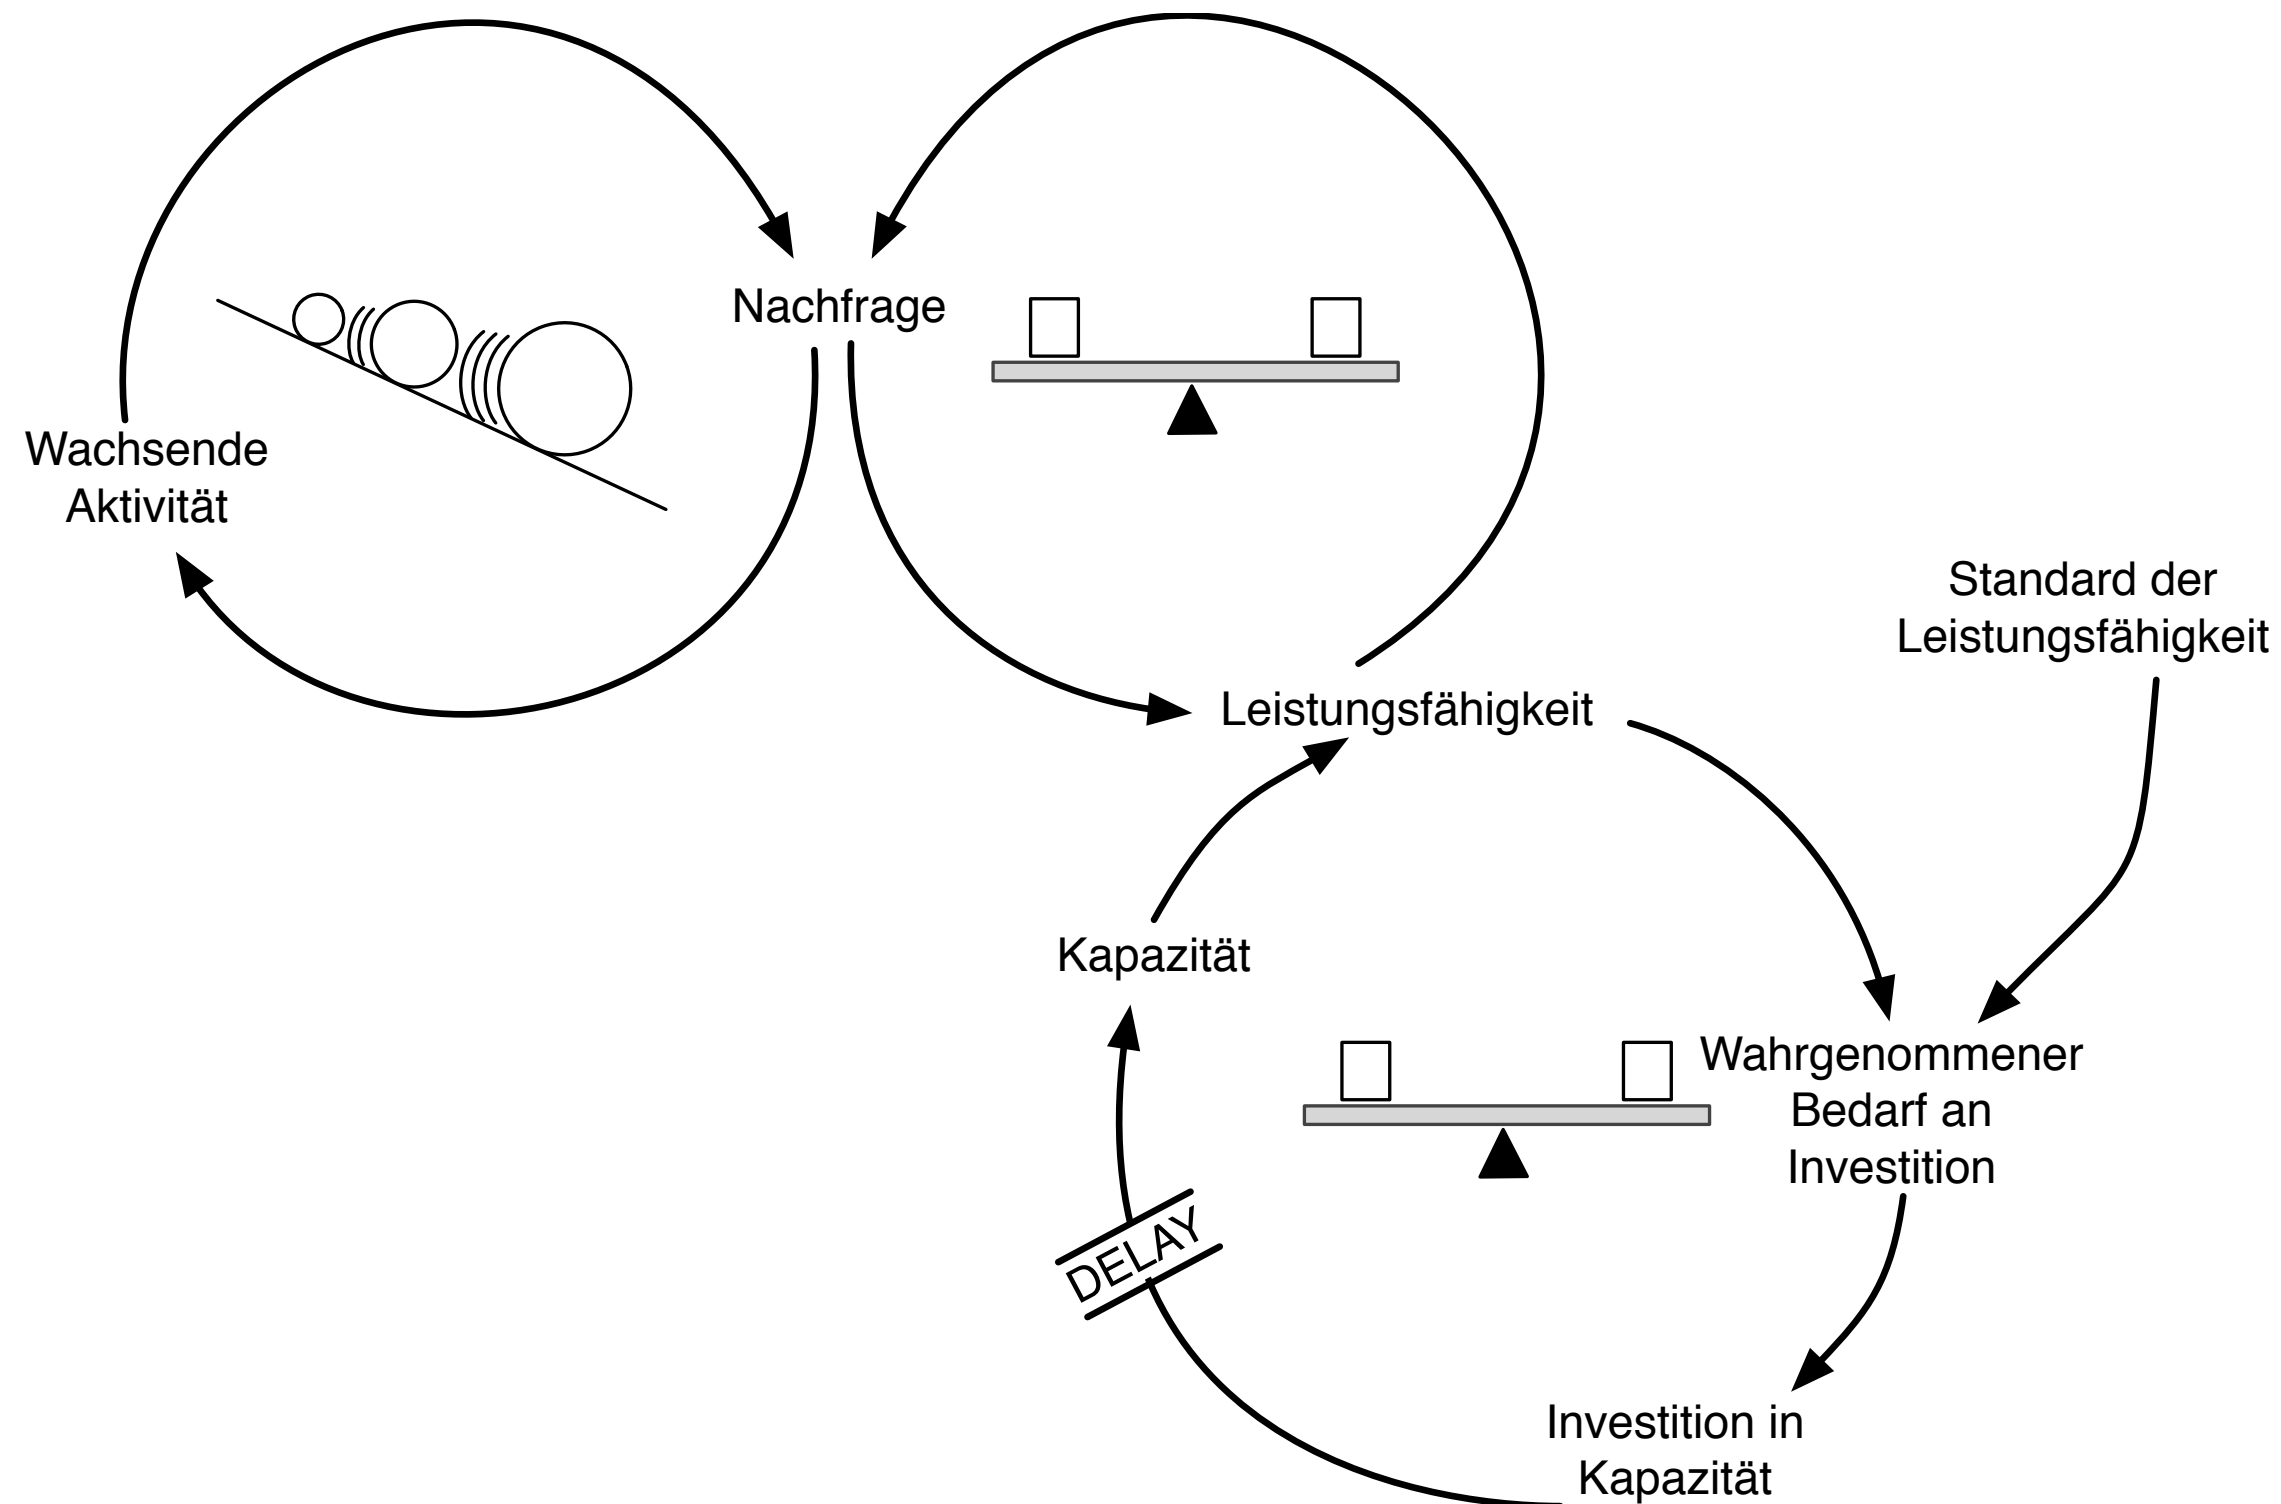 Nachfrage
Wachsende
Aktivität
Standard der
Leistungsfähigkeit
Leistungsfähigkeit
Kapazität
Wahrgenommener
Bedarf an
Investition
DELAY
Investition in
Kapazität